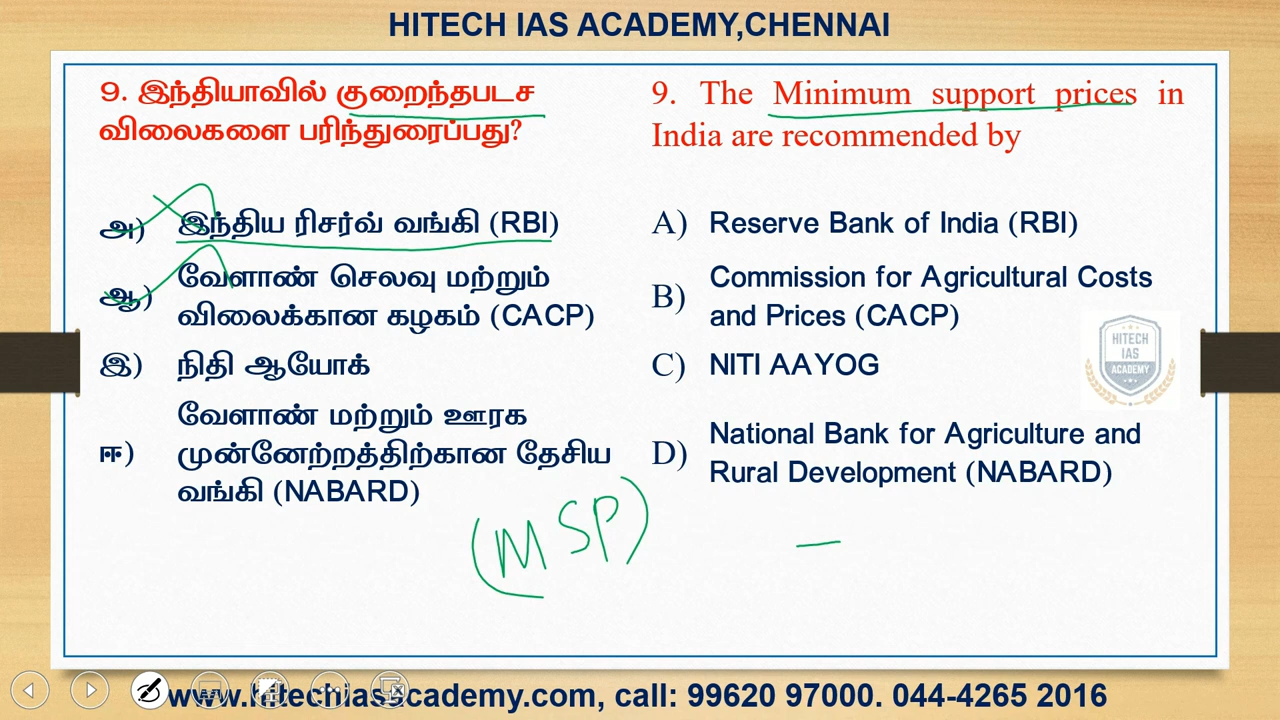 HITECH IAS ACADEMY,CHENNAI
9. இந்தியாவில் குறைந்தபடச
விலைகளை பரிந்துரைப்பது?
அ) இந்திய ரிசர்வ் வங்கி (RBI)
ஆ) வேளாண் செலவு மற்றும்
விலைக்கான கழகம் (CACP)
இ) நிதி ஆயோக்
வேளாண் மற்றும் ஊரக
ஈ) முன்னேற்றத்திற்கான தேசிய
வங்கி (NABARD)
9. The Minimum support prices in
India are recommended by
A) Reserve Bank of India (RBI)
B) Commission for Agricultural Costs
and Prices (CACP)
C) NITI AAYOG
D) National Bank for Agriculture and
Rural Development (NABARD)
HITECH
IAS
ACADEMY
(MSP)
www.hitechiasacademy.com, call: 99620 97000. 044-4265 2016